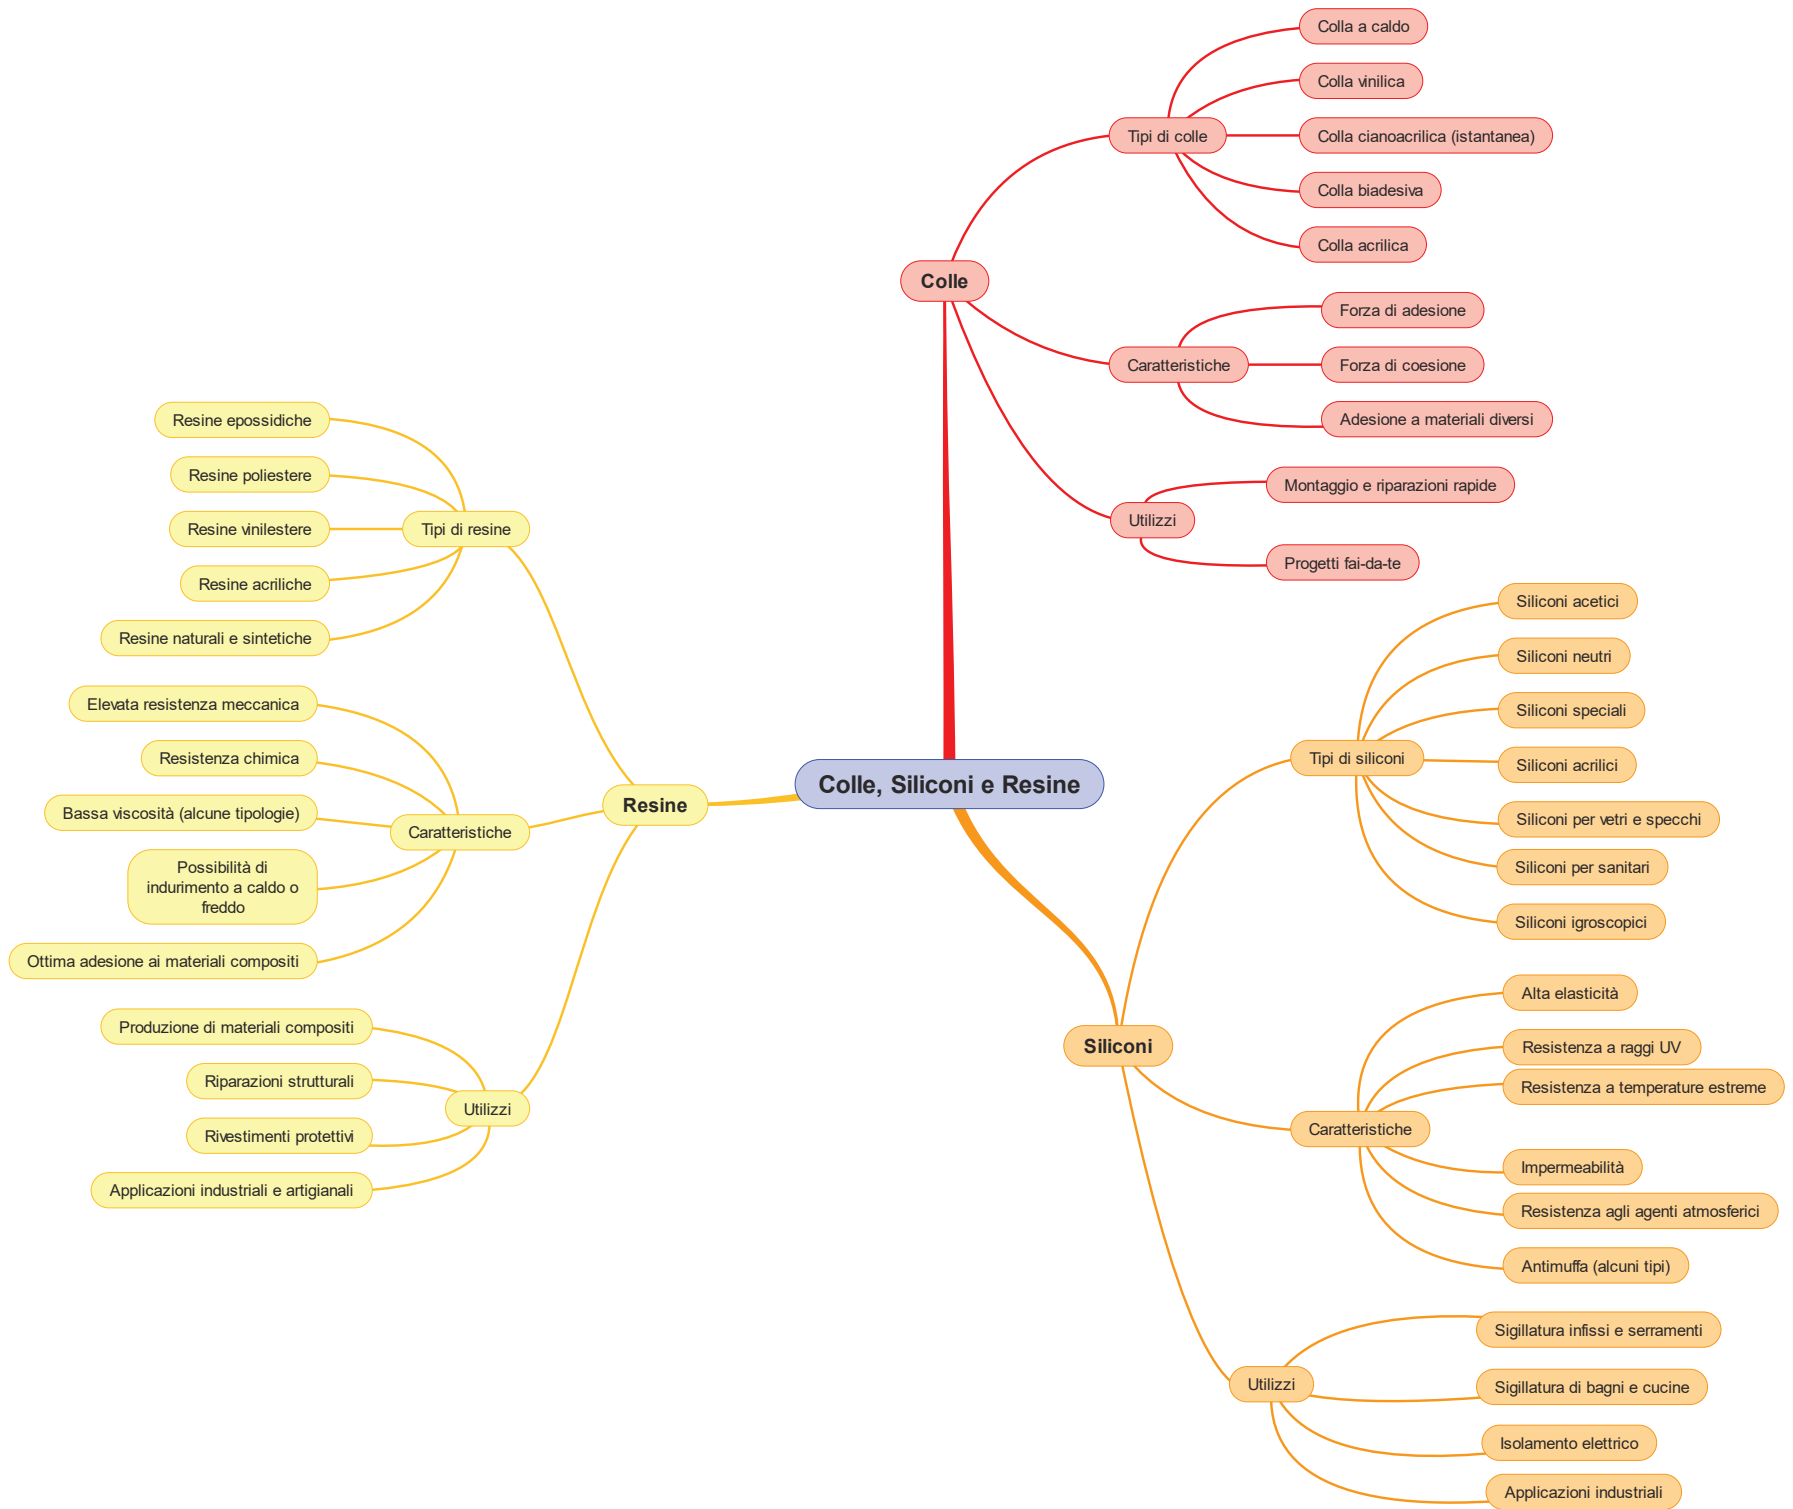 Colle, Siliconi e Resine
Colle
Tipi di colle
Colla a caldo
Colla vinilica
Colla cianoacrilica (istantanea)
Colla biadesiva
Colla acrilica
Caratteristiche
Forza di adesione
Forza di coesione
Adesione a materiali diversi
Utilizzi
Montaggio e riparazioni rapide
Progetti fai-da-te
Siliconi
Tipi di siliconi
Siliconi acetici
Siliconi neutri
Siliconi speciali
Siliconi acrilici
Siliconi per vetri e specchi
Siliconi per sanitari
Siliconi igroscopici
Caratteristiche
Alta elasticità
Resistenza a raggi UV
Resistenza a temperature estreme
Impermeabilità
Resistenza agli agenti atmosferici
Antimuffa (alcuni tipi)
Utilizzi
Sigillatura infissi e serramenti
Sigillatura di bagni e cucine
Isolamento elettrico
Applicazioni industriali
Resine
Tipi di resine
Resine epossidiche
Resine poliestere
Resine vinilestere
Resine acriliche
Resine naturali e sintetiche
Caratteristiche
Elevata resistenza meccanica
Resistenza chimica
Bassa viscosità (alcune tipologie)
Possibilità di
indurimento a caldo o
freddo
Ottima adesione ai materiali compositi
Utilizzi
Produzione di materiali compositi
Riparazioni strutturali
Rivestimenti protettivi
Applicazioni industriali e artigianali